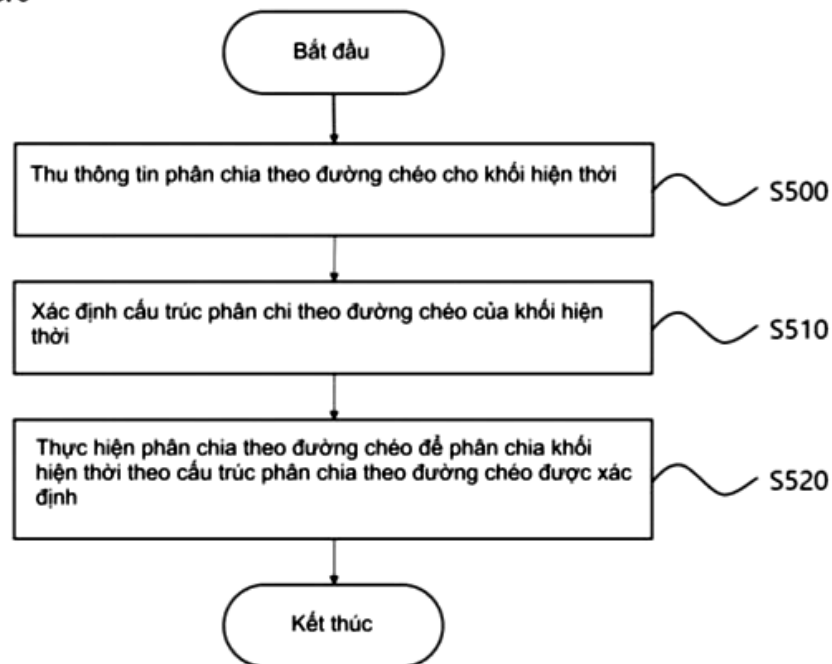 Bắt đầu
Thu thông tin phân chia theo đường chéo cho khối hiện thời
S500
Xác định cấu trúc phân chi theo đường chéo của khối hiện
thời
S510
Thực hiện phân chia theo đường chéo để phân chia khối
hiện thời theo cấu trúc phân chia theo đường chéo được xác
định
S520
Kết thúc